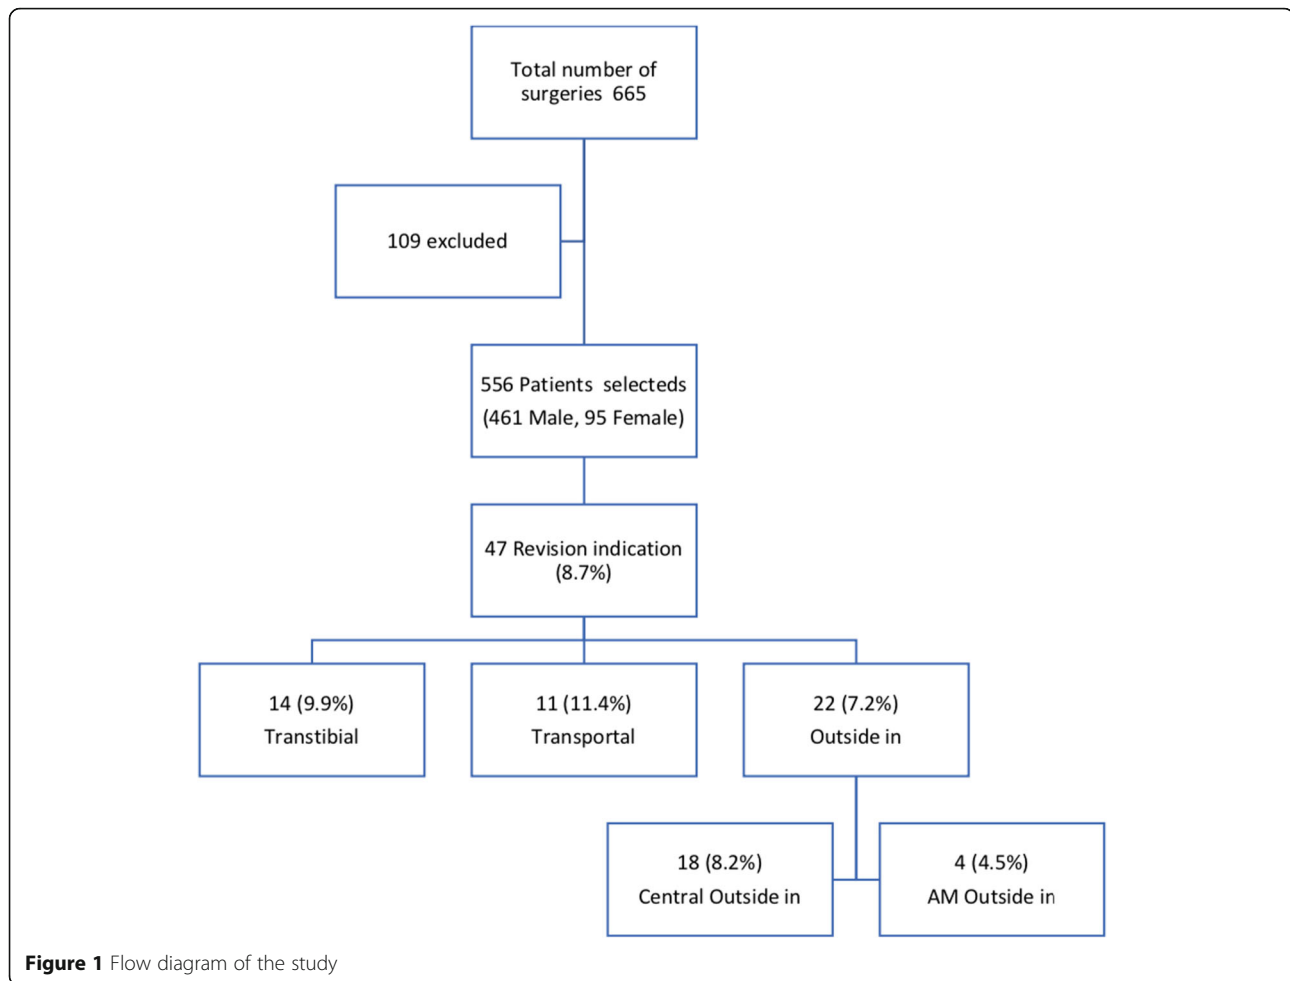 Total number of
surgeries 665
109 excluded
556 Patients selecteds
(461 Male, 95 Female)
47 Revision indication
(8.7%)
14 (9.9%)
Transtibial
11 (11.4%)
Transportal
22 (7.2%)
Outside in
18 (8.2%)
Central Outside in
4 (4.5%)
AM Outside in
Figure 1 Flow diagram of the study